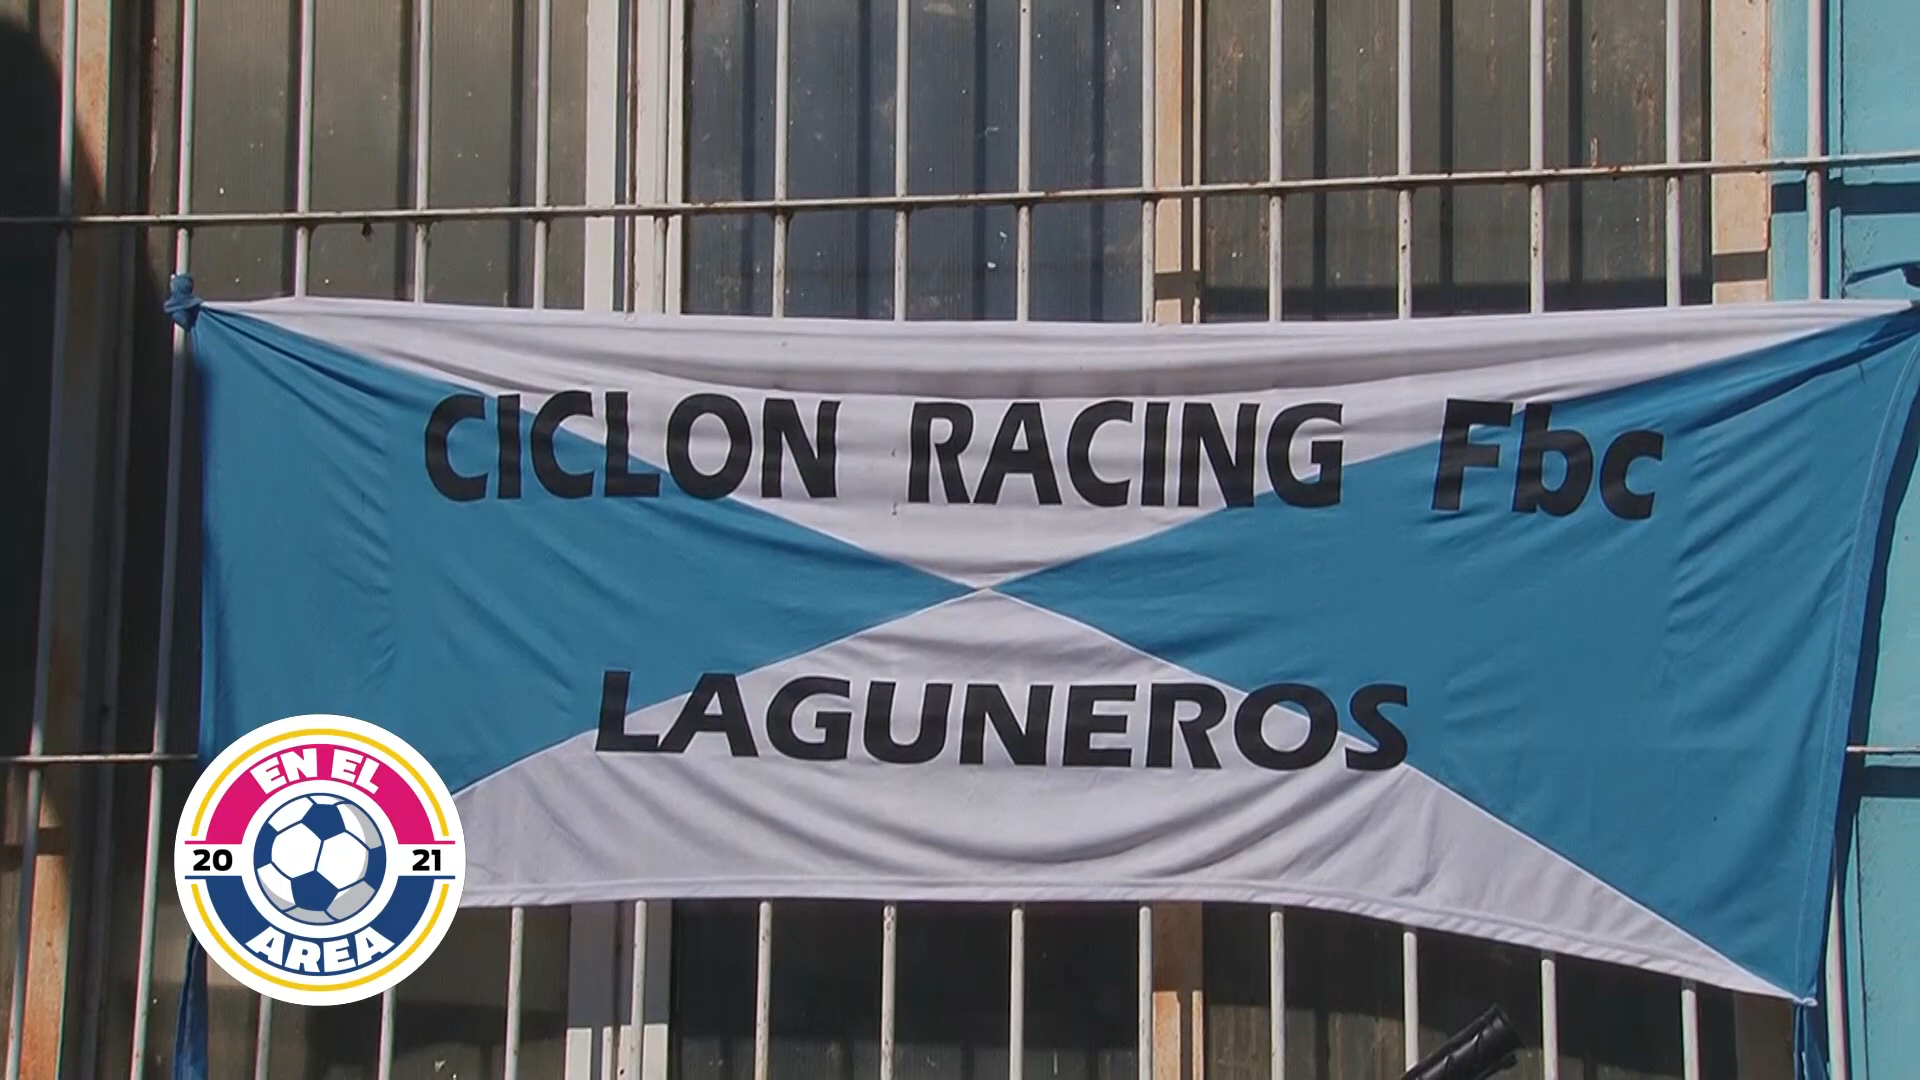 CICLON RACING Fbc
LAGUNEROS
EN EL
20 21
AREA